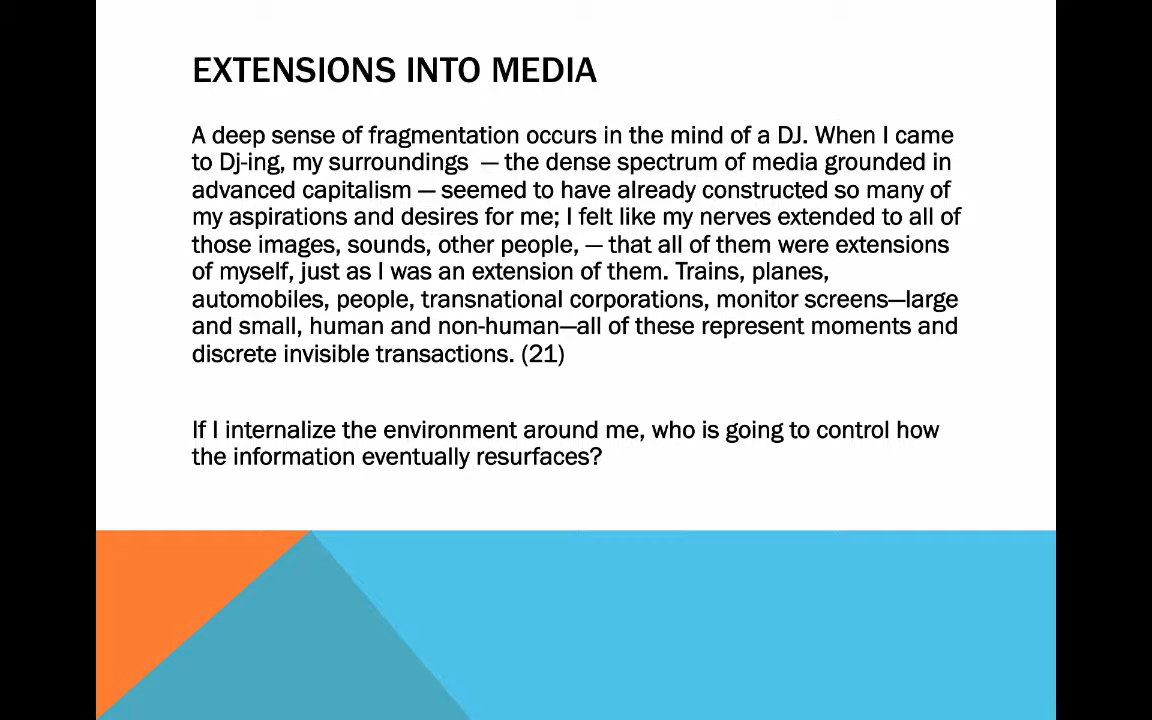 EXTENSIONS INTO MEDIA
A deep sense of fragmentation occurs in the mind of a DJ. When I came
to Dj-ing, my surroundings  — the dense spectrum of media grounded in
advanced capitalism — seemed to have already constructed so many of
my aspirations and desires for me; I felt like my nerves extended to all of
those images, sounds, other people, — that all of them were extensions
of myself, just as I was an extension of them. Trains, planes,
automobiles, people, transnational corporations, monitor screens—large
and small, human and non-human—all of these represent moments and
discrete invisible transactions. (21)
If I internalize the environment around me, who is going to control how
the information eventually resurfaces?